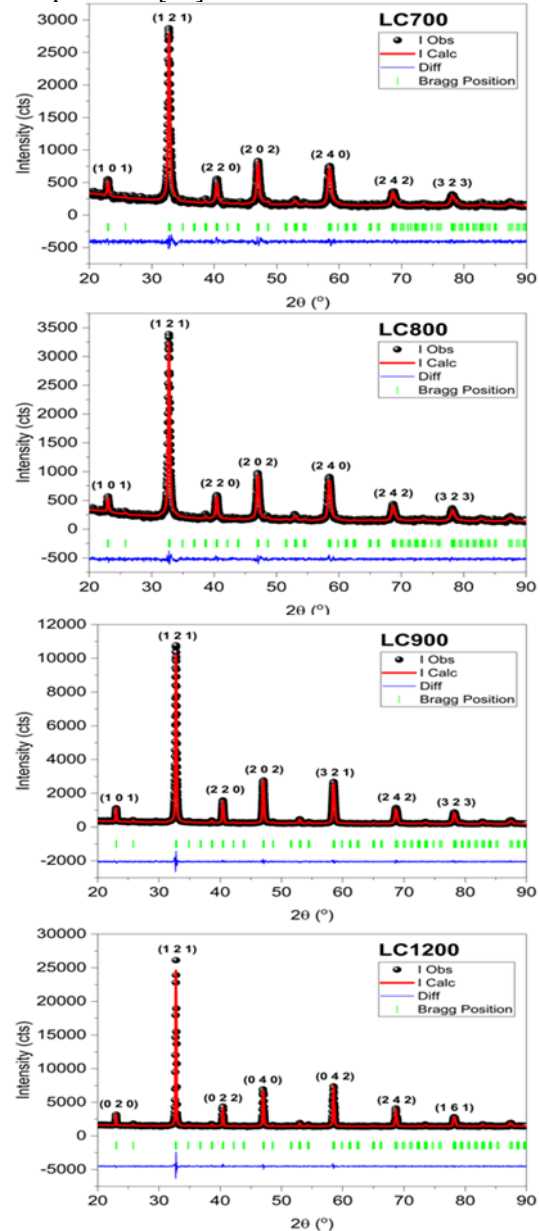 LC700
I Obs
I Calc
Diff
Bragg Position
Intensity (cts)
3000
2500
2000
1500
1000
500
0
-500
(1 0 1)
(1 2 1)
(2 2 0)
(2 0 2)
(2 4 0)
(2 4 2)
(3 2 3)
20 30 40 50 60 70 80 90
2θ (°)
LC800
I Obs
I Calc
Diff
Bragg Position
Intensity (cts)
3500
3000
2500
2000
1500
1000
500
0
-500
(1 0 1)
(1 2 1)
(2 2 0)
(2 0 2)
(2 4 0)
(2 4 2)
(3 2 3)
20 30 40 50 60 70 80 90
2θ (°)
LC900
I Obs
I Calc
Diff
Bragg Position
Intensity (cts)
12000
10000
8000
6000
4000
2000
0
-2000
(1 0 1)
(1 2 1)
(2 2 0)
(2 0 2)
(3 2 1)
(2 4 2)
(3 2 3)
20 30 40 50 60 70 80 90
2θ (°)
LC1200
I Obs
I Calc
Diff
Bragg Position
Intensity (cts)
30000
25000
20000
15000
10000
5000
0
-5000
(0 2 0)
(1 2 1)
(0 2 2)
(0 4 0)
(0 4 2)
(2 4 2)
(1 6 1)
20 30 40 50 60 70 80 90
2θ (°)